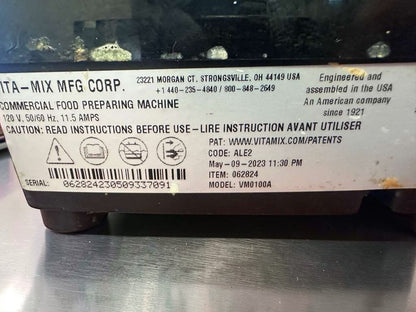 ITA-MIX MFG CORP.
23221 MORGAN CT. STRONGSVILLE, OH 44149 USA
+1 440-235-4840 / 800-848-2649
Engineered and
assembled in the USA
An American company
since 1921
COMMERCIAL FOOD PREPARING MACHINE
120 V, 50/60 Hz, 11.5 AMPS
CAUTION: READ INSTRUCTIONS BEFORE USE-LIRE INSTRUCTION AVANT UTILISER
PAT: WWW.VITAMIX.COM/PATENTS
CODE: ALE2
May-09-2023 11:30 PM
ITEM: 062824
MODEL: VM0100A
SERIAL:
062824230509337091